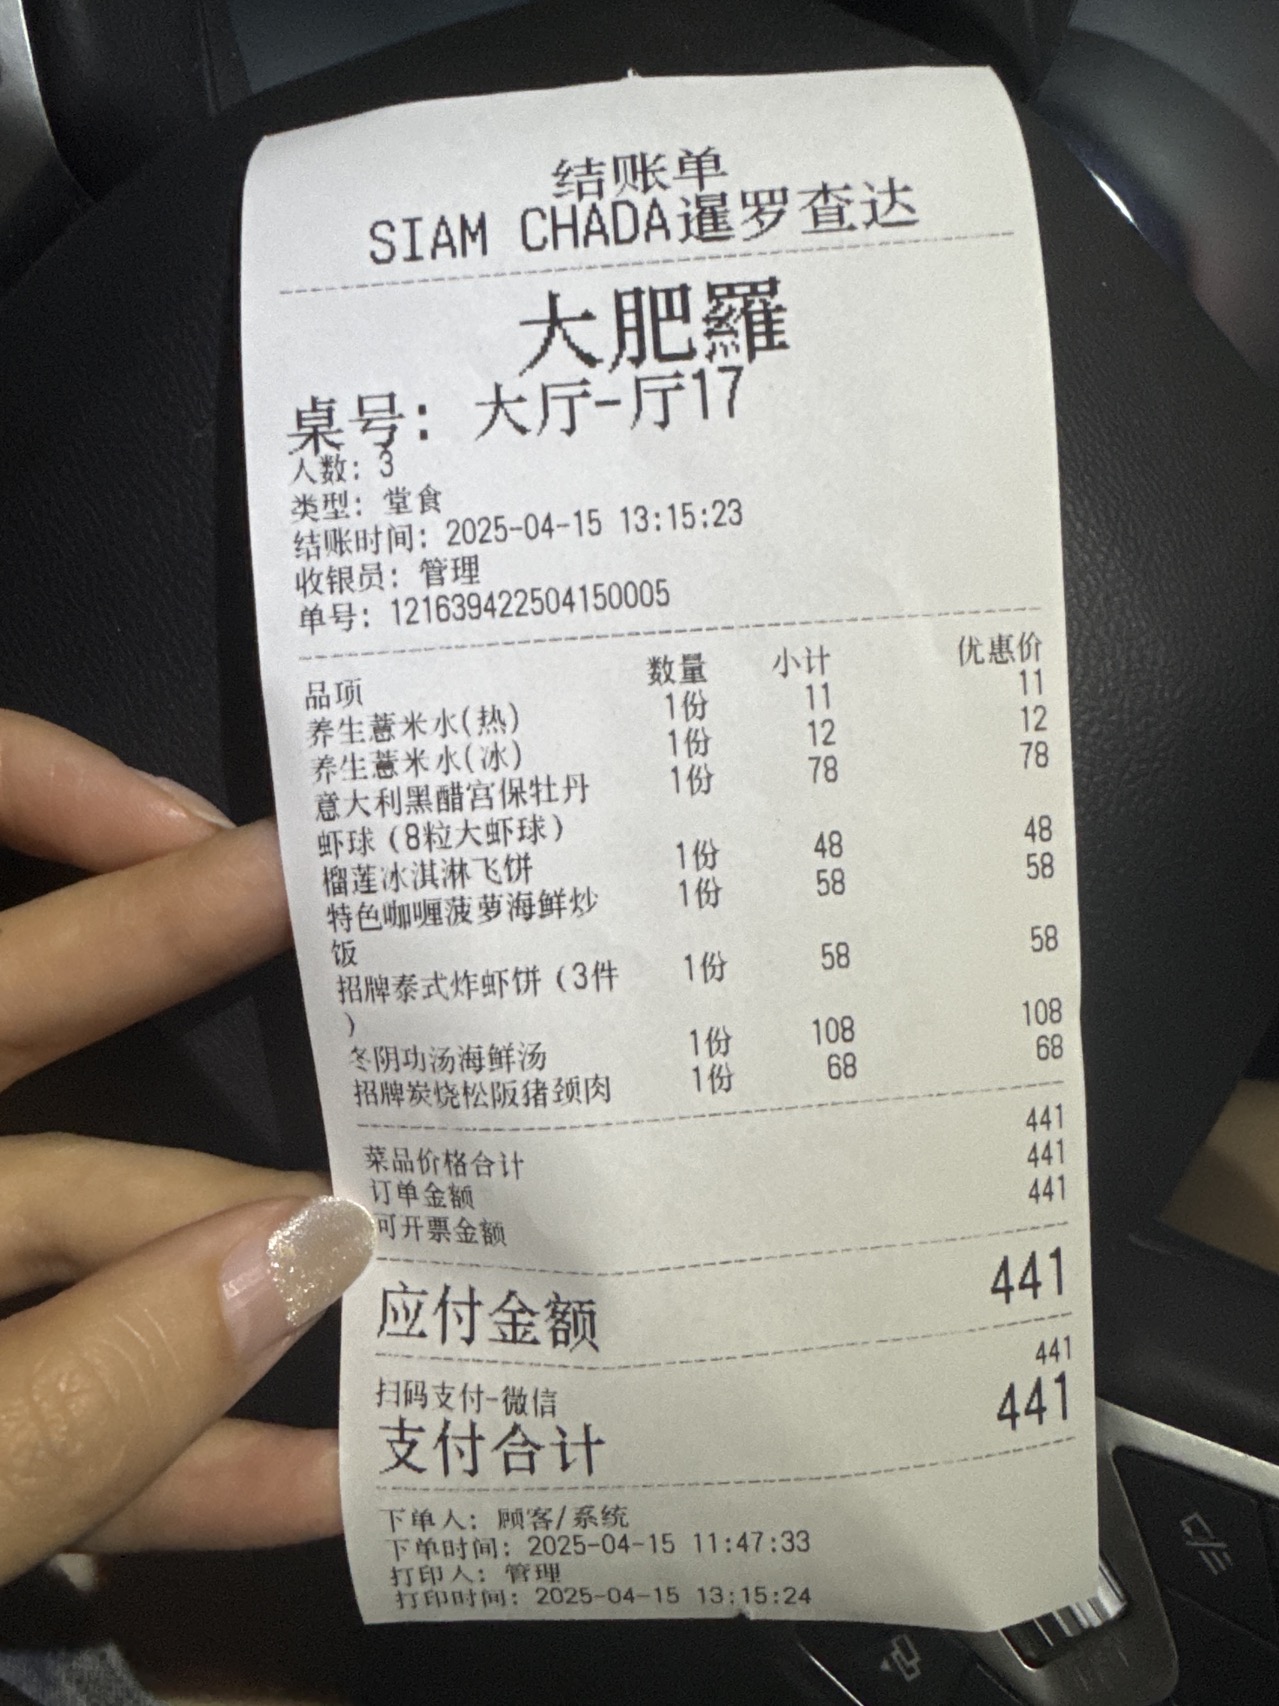 结账单
SIAM CHADA暹罗查达
大肥羅
桌号: 大厅-厅17
人数: 3
类型: 堂食
结账时间: 2025-04-15 13:15:23
收银员: 管理
单号: 121639422504150005
品项 数量 小计 优惠价
养生薏米水(热) 1份 11 11
养生薏米水(冰) 1份 12 12
意大利黑醋宫保牡丹 1份 78 78
虾球(8粒大虾球)
榴莲冰淇淋飞饼 1份 48 48
特色咖喱菠萝海鲜炒 1份 58 58
饭
招牌泰式炸虾饼(3件 1份 58 58
)
冬阴功汤海鲜汤 1份 108 108
招牌炭烧松阪猪颈肉 1份 68 68
菜品价格合计 441
订单金额 441
可开票金额 441
应付金额 441
扫码支付-微信 441
支付合计 441
下单人: 顾客/系统
下单时间: 2025-04-15 11:47:33
打印人: 管理
打印时间: 2025-04-15 13:15:24